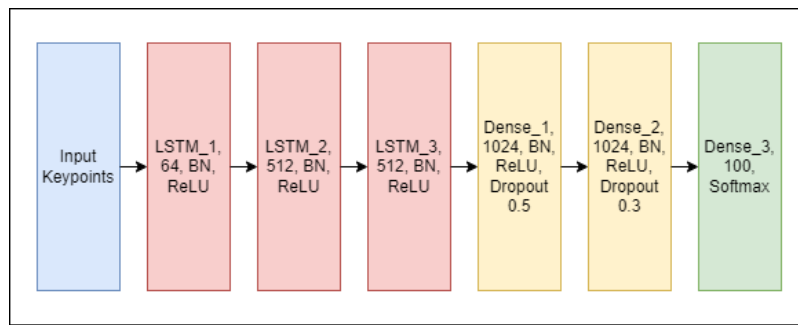 Input
Keypoints
LSTM_1,
64, BN,
ReLU
LSTM_2,
512, BN,
ReLU
LSTM_3,
512, BN,
ReLU
Dense_1,
1024, BN,
ReLU,
Dropout
0.5
Dense_2,
1024, BN,
ReLU,
Dropout
0.3
Dense_3,
100,
Softmax